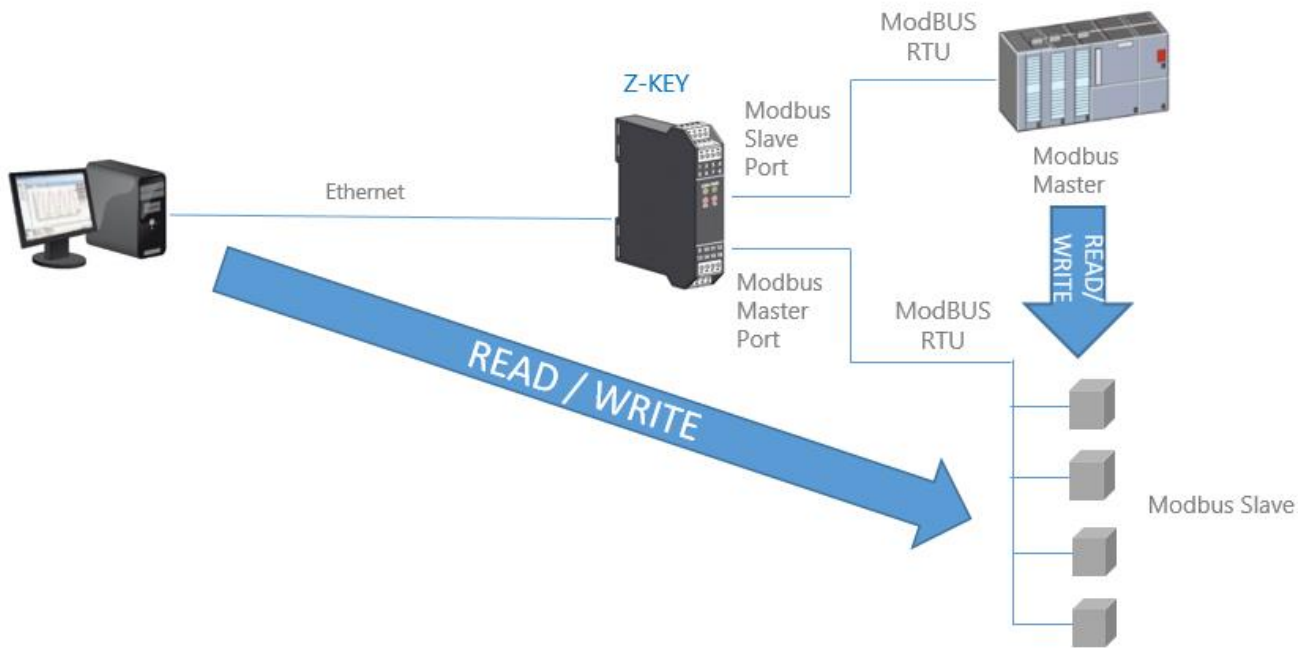 ModBUS
RTU
Z-KEY
Modbus
Slave
Port
Modbus
Master
Ethernet
READ/
WRITE
Modbus
Master
Port
ModBUS
RTU
READ / WRITE
Modbus Slave